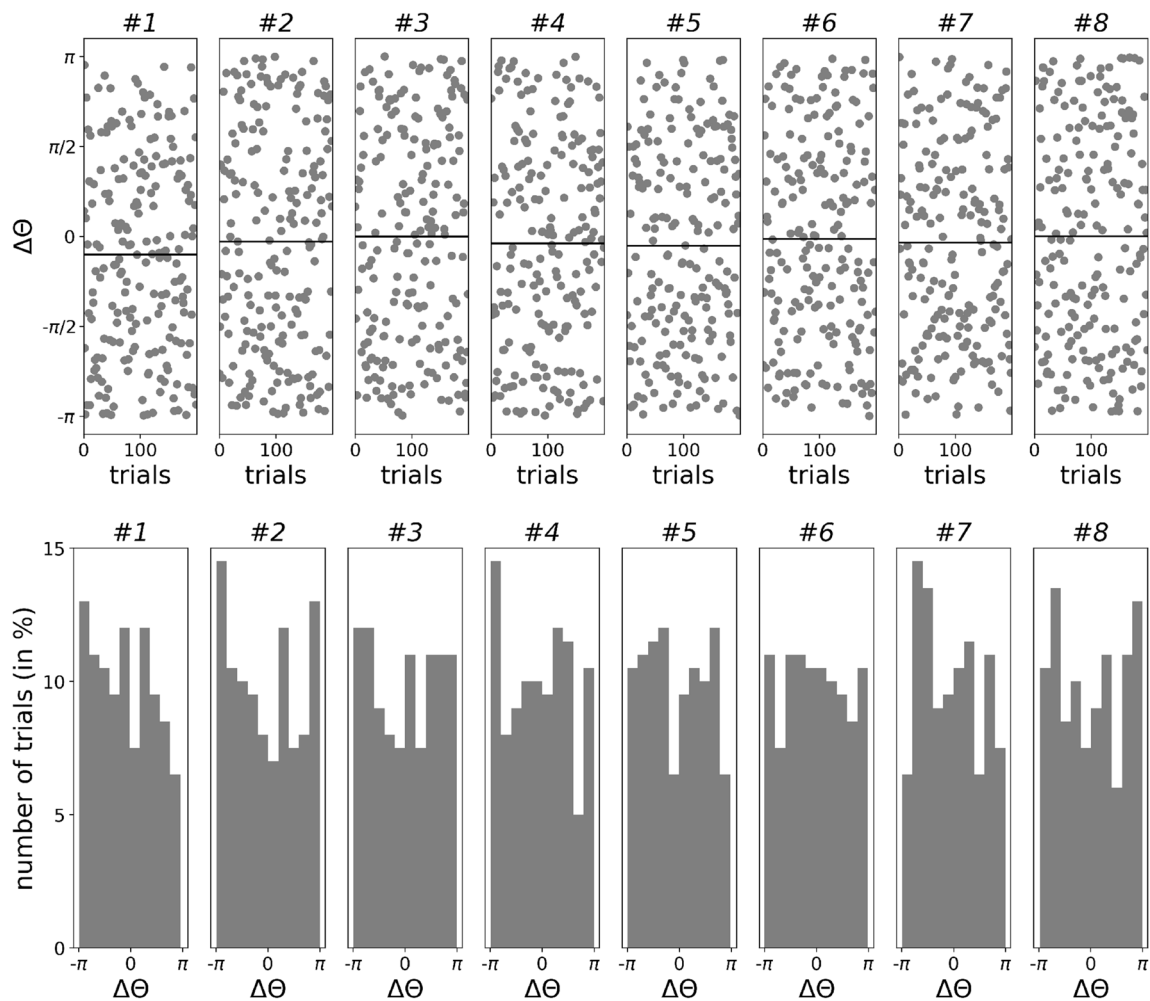 #1 #2 #3 #4 #5 #6 #7 #8
π
π/2
0
-π/2
-π
ΔΘ
0 100 0 100 0 100 0 100 0 100 0 100 0 100 0 100
trials trials trials trials trials trials trials trials
#1 #2 #3 #4 #5 #6 #7 #8
15
10
5
0
number of trials (in %)
-π 0 π -π 0 π -π 0 π -π 0 π -π 0 π -π 0 π -π 0 π -π 0 π
ΔΘ ΔΘ ΔΘ ΔΘ ΔΘ ΔΘ ΔΘ ΔΘ